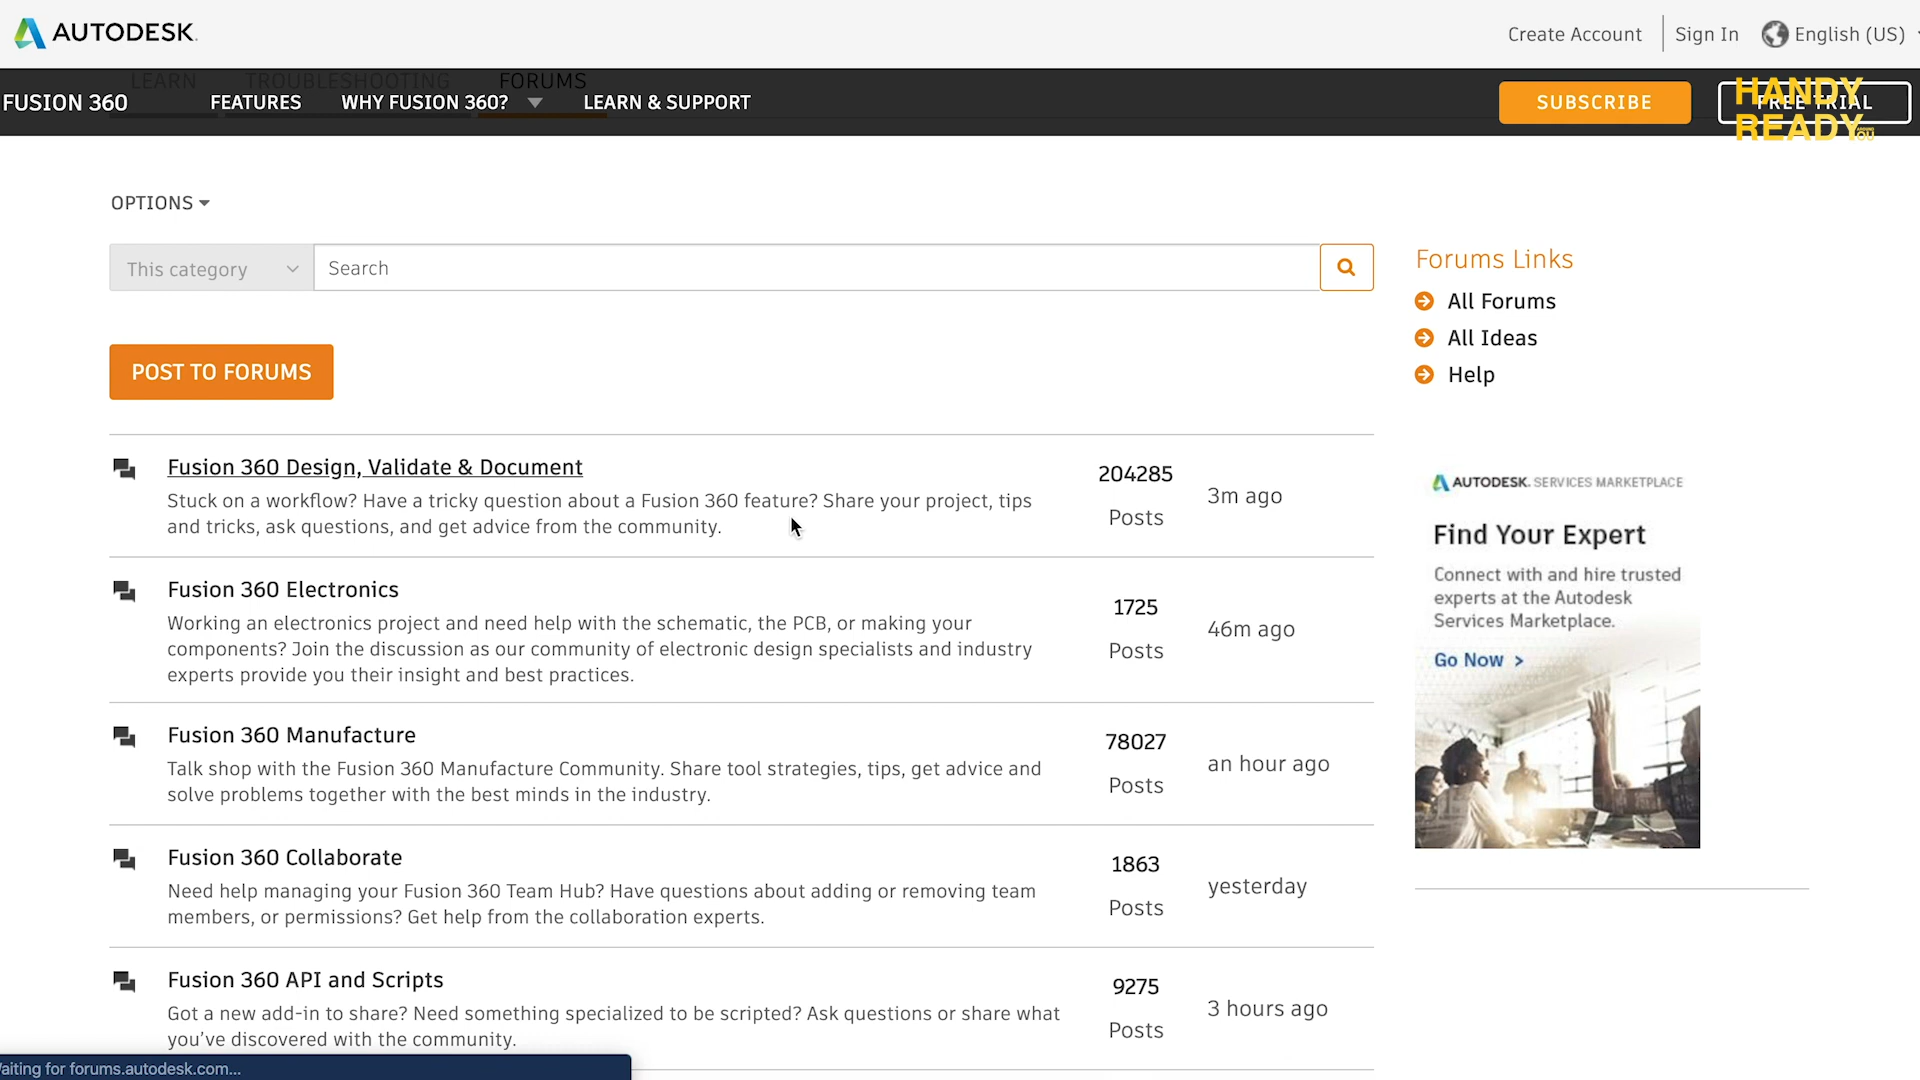 AUTODESK.
Create Account
Sign In
English (US)
LEARN
TROUBLESHOOTING
FORUMS
FUSION 360
FEATURES
WHY FUSION 360?
LEARN & SUPPORT
SUBSCRIBE
FREE TRIAL
HANDY
READY
YOU
OPTIONS
This category
Search
POST TO FORUMS
Forums Links
All Forums
All Ideas
Help
Fusion 360 Design, Validate & Document
Stuck on a workflow? Have a tricky question about a Fusion 360 feature? Share your project, tips
and tricks, ask questions, and get advice from the community.
204285
Posts
3m ago
Fusion 360 Electronics
Working an electronics project and need help with the schematic, the PCB, or making your
components? Join the discussion as our community of electronic design specialists and industry
experts provide you their insight and best practices.
1725
Posts
46m ago
Fusion 360 Manufacture
Talk shop with the Fusion 360 Manufacture Community. Share tool strategies, tips, get advice and
solve problems together with the best minds in the industry.
78027
Posts
an hour ago
Fusion 360 Collaborate
Need help managing your Fusion 360 Team Hub? Have questions about adding or removing team
members, or permissions? Get help from the collaboration experts.
1863
Posts
yesterday
Fusion 360 API and Scripts
Got a new add-in to share? Need something specialized to be scripted? Ask questions or share what
you've discovered with the community.
9275
Posts
3 hours ago
AUTODESK. SERVICES MARKETPLACE
Find Your Expert
Connect with and hire trusted
experts at the Autodesk
Services Marketplace.
Go Now >
aiting for forums.autodesk.com...